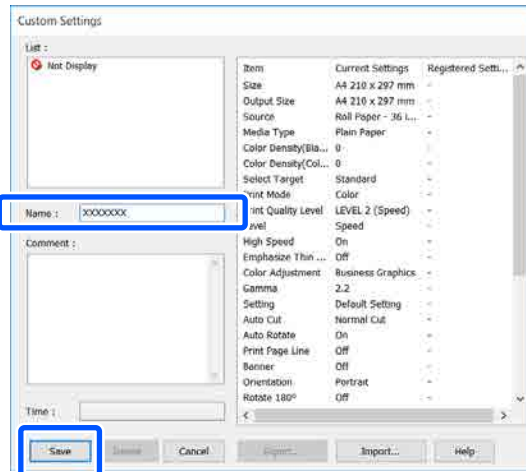 Custom Settings
List :
Not Display
Item Current Settings Registered Setti...
Size A4 210 x 297 mm -
Output Size A4 210 x 297 mm -
Source Roll Paper - 36 i... -
Media Type Plain Paper -
Color Density(Bla... 0
Color Density(Col... 0 -
Select Target Standard -
Print Mode Color -
Name : XXXXXXX
Print Quality Level LEVEL 2 (Speed) -
Level Speed -
Comment :
High Speed On -
Emphasize Thin ... Off -
Color Adjustment Business Graphics -
Gamma 2.2 -
Setting Default Setting -
Auto Cut Normal Cut -
Auto Rotate On -
Print Page Line Off -
Banner Off -
Orientation Portrait -
Rotate 180° Off -
Time :
Save Delete Cancel Export... Import... Help